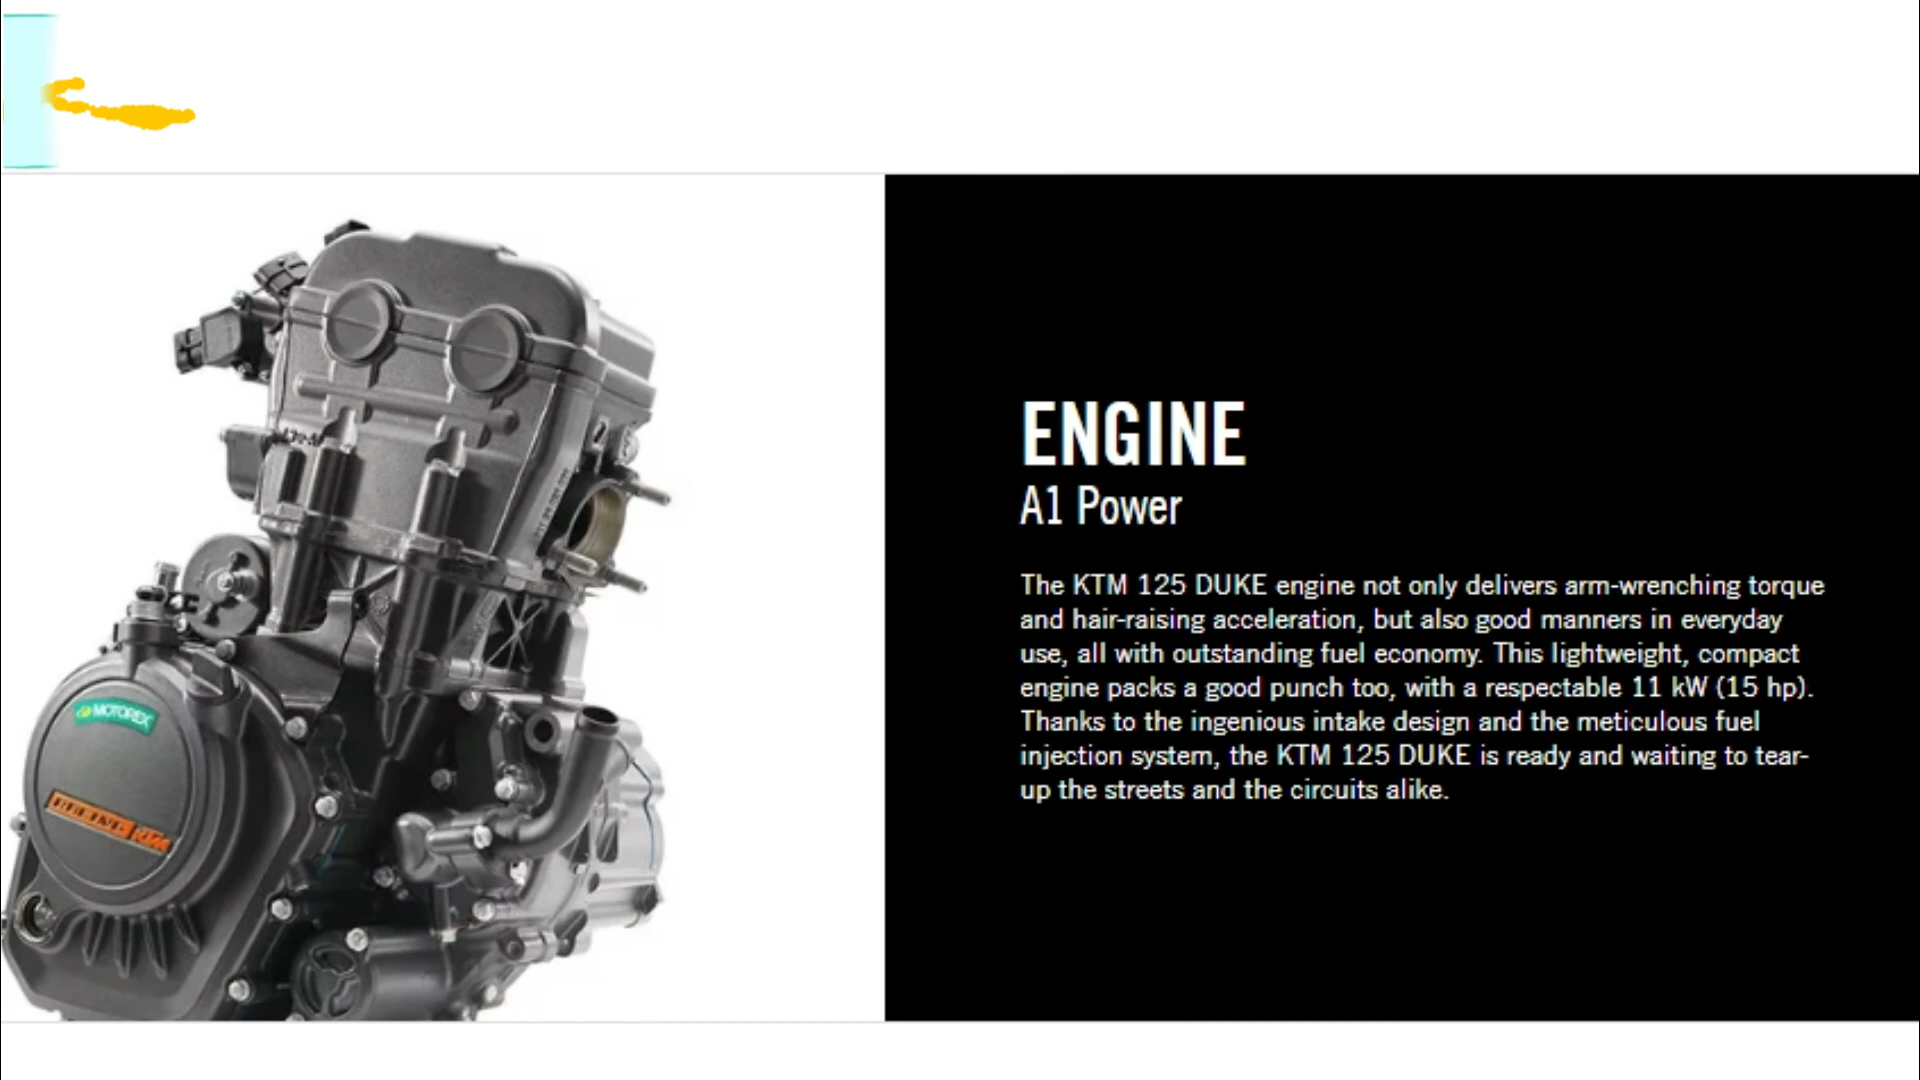 ENGINE
A1 Power
The KTM 125 DUKE engine not only delivers arm-wrenching torque
and hair-raising acceleration, but also good manners in everyday
use, all with outstanding fuel economy. This lightweight, compact
engine packs a good punch too, with a respectable 11 kW (15 hp).
Thanks to the ingenious intake design and the meticulous fuel
injection system, the KTM 125 DUKE is ready and waiting to tear-
up the streets and the circuits alike.
MOTOREX
RACING KTM